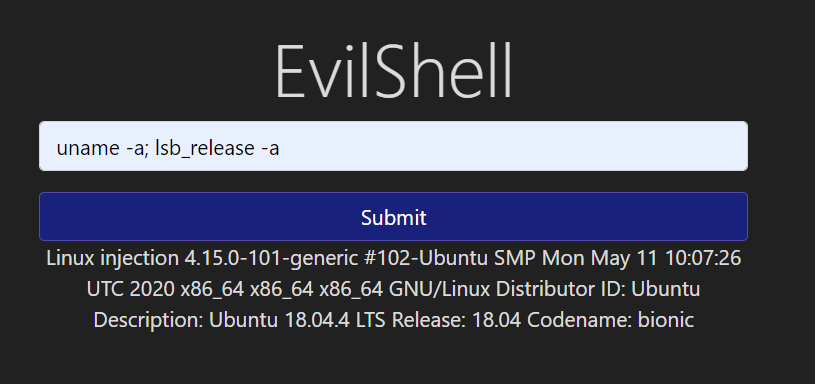 EvilShell
uname -a; lsb_release -a
Submit
Linux injection 4.15.0-101-generic #102-Ubuntu SMP Mon May 11 10:07:26
UTC 2020 x86_64 x86_64 x86_64 GNU/Linux Distributor ID: Ubuntu
Description: Ubuntu 18.04.4 LTS Release: 18.04 Codename: bionic